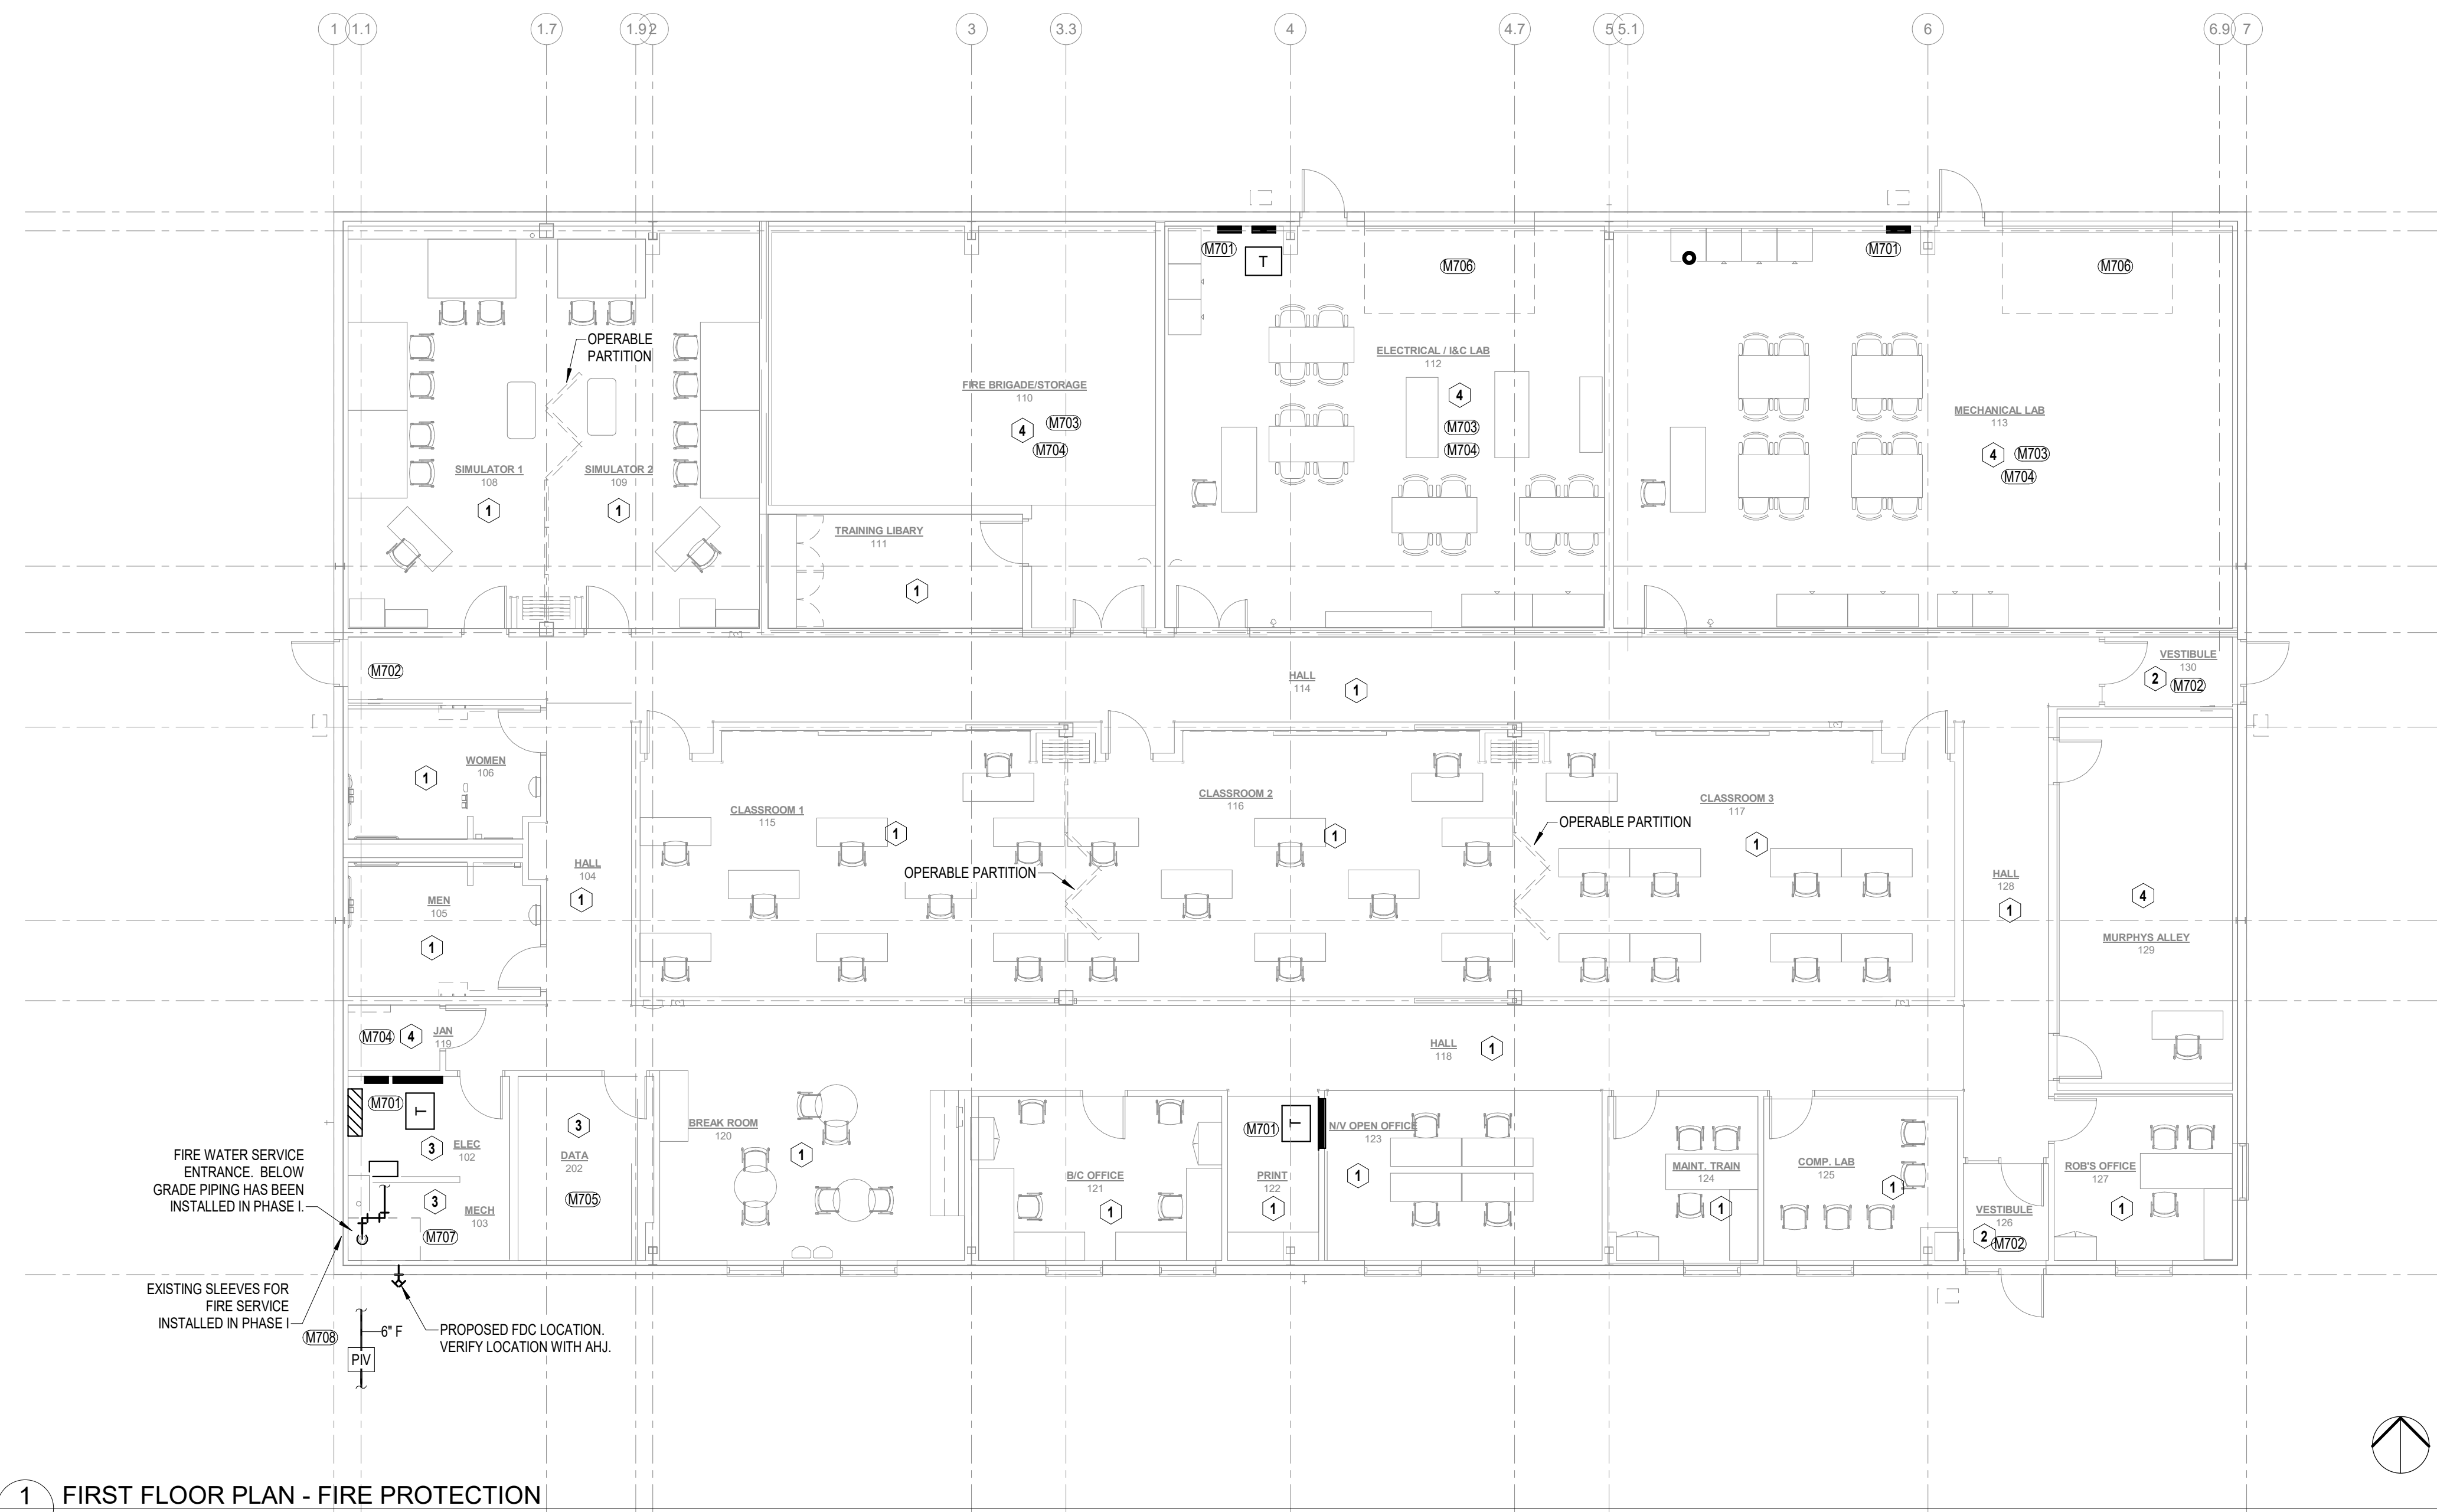 1
1.1
1.7
1.9
2
3
3.3
4
4.7
5
5.1
6
6.9
7
M701
T
M706
M701
M706
OPERABLE
PARTITION
SIMULATOR 1
108
1
SIMULATOR 2
109
1
FIRE BRIGADE/STORAGE
110
4
M703
M704
TRAINING LIBARY
111
1
ELECTRICAL / I&C LAB
112
4
M703
M704
MECHANICAL LAB
113
4
M703
M704
M702
HALL
114
1
VESTIBULE
130
2
M702
WOMEN
106
1
MEN
105
1
HALL
104
1
CLASSROOM 1
115
1
OPERABLE PARTITION
CLASSROOM 2
116
1
OPERABLE PARTITION
CLASSROOM 3
117
1
HALL
128
1
MURPHYS ALLEY
129
4
M704
4
JAN
119
HALL
118
1
M701
T
3
ELEC
102
3
MECH
103
M707
3
DATA
202
M705
BREAK ROOM
120
1
B/C OFFICE
121
1
M701
T
PRINT
122
1
N/V OPEN OFFICE
123
1
MAINT. TRAIN
124
1
COMP. LAB
125
1
VESTIBULE
126
2
M702
ROB'S OFFICE
127
1
FIRE WATER SERVICE
ENTRANCE. BELOW
GRADE PIPING HAS BEEN
INSTALLED IN PHASE I.
EXISTING SLEEVES FOR
FIRE SERVICE
INSTALLED IN PHASE I
M708
6" F
PIV
PROPOSED FDC LOCATION.
VERIFY LOCATION WITH AHJ.
1
FIRST FLOOR PLAN - FIRE PROTECTION